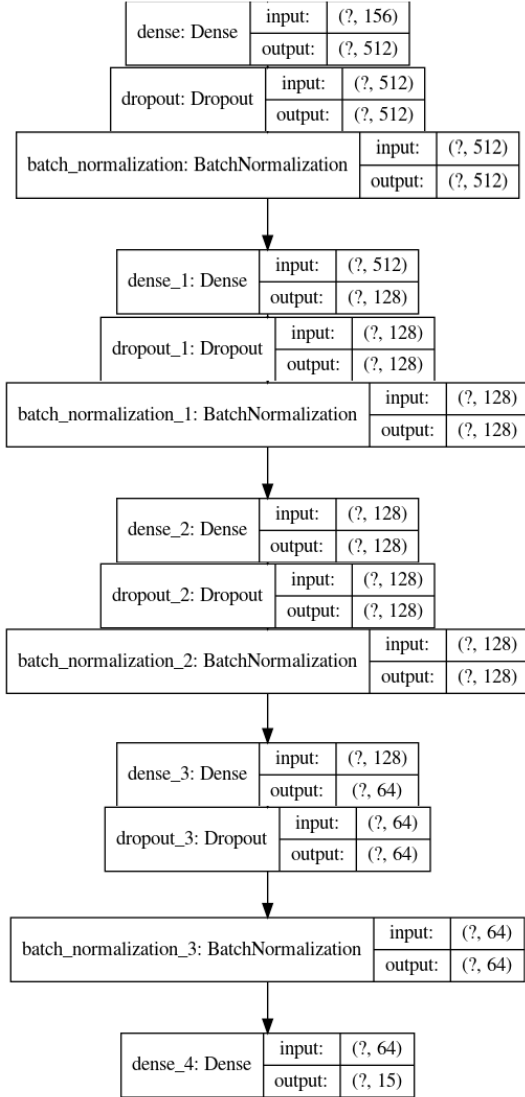 dense: Dense input: (?, 156)
output: (?, 512)
dropout: Dropout input: (?, 512)
output: (?, 512)
batch_normalization: BatchNormalization input: (?, 512)
output: (?, 512)
dense_1: Dense input: (?, 512)
output: (?, 128)
dropout_1: Dropout input: (?, 128)
output: (?, 128)
batch_normalization_1: BatchNormalization input: (?, 128)
output: (?, 128)
dense_2: Dense input: (?, 128)
output: (?, 128)
dropout_2: Dropout input: (?, 128)
output: (?, 128)
batch_normalization_2: BatchNormalization input: (?, 128)
output: (?, 128)
dense_3: Dense input: (?, 128)
output: (?, 64)
dropout_3: Dropout input: (?, 64)
output: (?, 64)
batch_normalization_3: BatchNormalization input: (?, 64)
output: (?, 64)
dense_4: Dense input: (?, 64)
output: (?, 15)